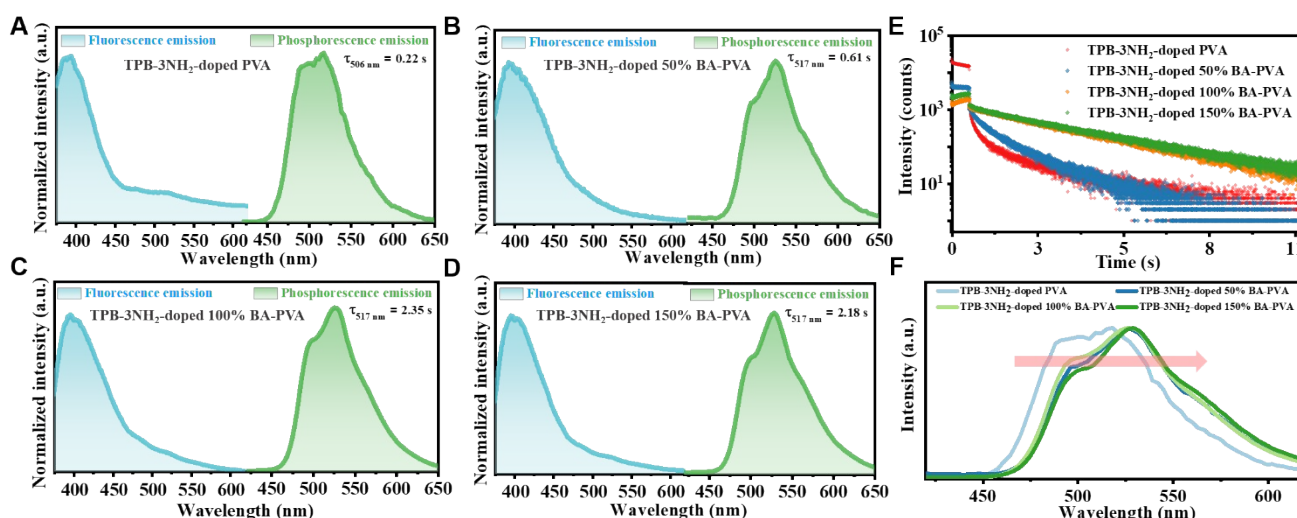 A
Fluorescence emission
Phosphorescence emission
TPB-3NH2-doped PVA
τ506 nm = 0.22 s
Normalized intensity (a.u.)
400 450 500 550 600 450 500 550 600 650
Wavelength (nm)
B
Fluorescence emission
Phosphorescence emission
TPB-3NH2-doped 50% BA-PVA
τ517 nm = 0.61 s
Normalized intensity (a.u.)
400 450 500 550 600 450 500 550 600 650
Wavelength (nm)
C
Fluorescence emission
Phosphorescence emission
TPB-3NH2-doped 100% BA-PVA
τ517 nm = 2.35 s
Normalized intensity (a.u.)
400 450 500 550 600 450 500 550 600 650
Wavelength (nm)
D
Fluorescence emission
Phosphorescence emission
TPB-3NH2-doped 150% BA-PVA
τ517 nm = 2.18 s
Normalized intensity (a.u.)
400 450 500 550 600 450 500 550 600 650
Wavelength (nm)
E
TPB-3NH2-doped PVA
TPB-3NH2-doped 50% BA-PVA
TPB-3NH2-doped 100% BA-PVA
TPB-3NH2-doped 150% BA-PVA
Intensity (counts)
10^5
10^3
10^1
0 3 5 8 11
Time (s)
F
TPB-3NH2-doped PVA
TPB-3NH2-doped 50% BA-PVA
TPB-3NH2-doped 100% BA-PVA
TPB-3NH2-doped 150% BA-PVA
Intensity (a.u.)
450 500 550 600
Wavelength (nm)